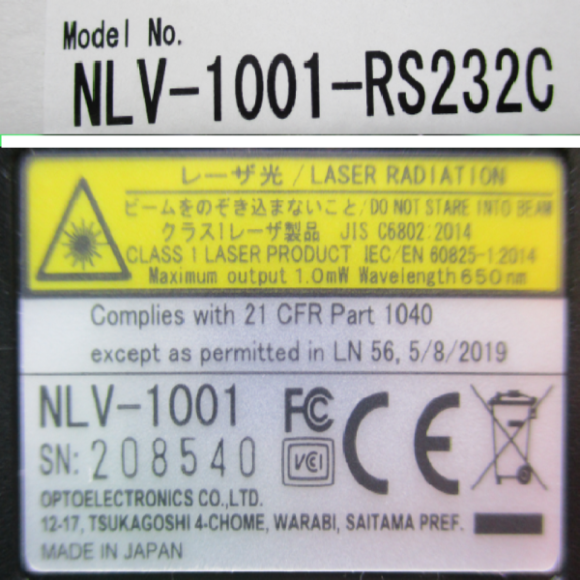 Model No.
NLV-1001-RS232C
レーザ光 / LASER RADIATION
ビームをのぞき込まないこと/DO NOT STARE INTO BEAM
クラス1レーザ製品 JIS C6802:2014
CLASS 1 LASER PRODUCT IEC/EN 60825-1:2014
Maximum output 1.0mW Wavelength 650 nm
Complies with 21 CFR Part 1040
except as permitted in LN 56, 5/8/2019
NLV-1001 FC CE
SN: 208540 VCCI
OPTOELECTRONICS CO.,LTD.
12-17, TSUKAGOSHI 4-CHOME, WARABI, SAITAMA PREF.
MADE IN JAPAN